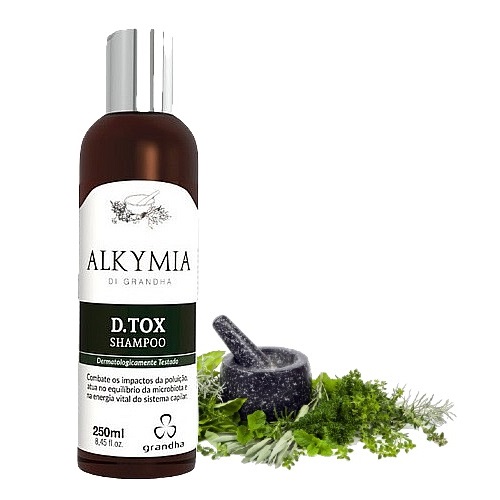 ALKYMIA
DI GRANDHA
D.TOX
SHAMPOO
Dermatologicamente Testado
Combate os impactos da poluição,
atua no equilíbrio da microbiota e
na energia vital do sistema capilar.
250ml
8,45 fl.oz.
grandha